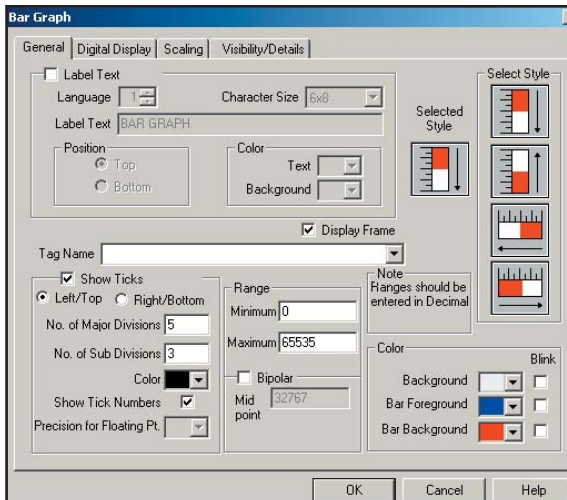 Bar Graph
General Digital Display Scaling Visibility/Details
Label Text
Language 1
Character Size 6x8
Label Text BAR GRAPH
Position
Top
Bottom
Color
Text
Background
Selected
Style
Select Style
Display Frame
Tag Name
Show Ticks
Left/Top Right/Bottom
No. of Major Divisions 5
No. of Sub Divisions 3
Color
Show Tick Numbers
Precision for Floating Pt.
Range
Minimum 0
Maximum 65535
Bipolar
Mid
point
32767
Note
Ranges should be
entered in Decimal
Color
Blink
Background
Bar Foreground
Bar Background
OK Cancel Help